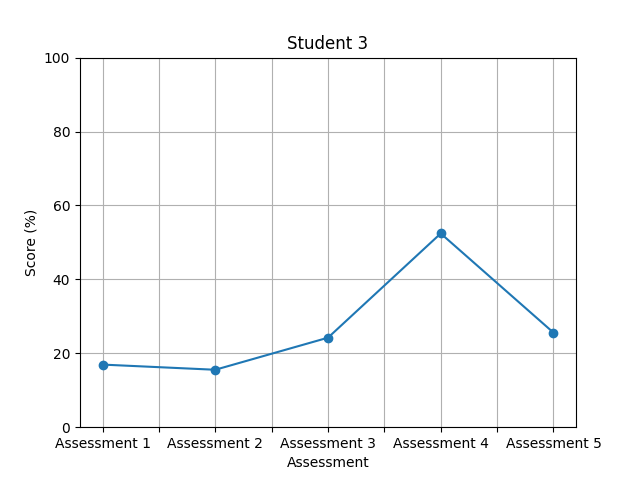 Student 3
100
80
60
40
20
0
Score (%)
Assessment 1 Assessment 2 Assessment 3 Assessment 4 Assessment 5
Assessment